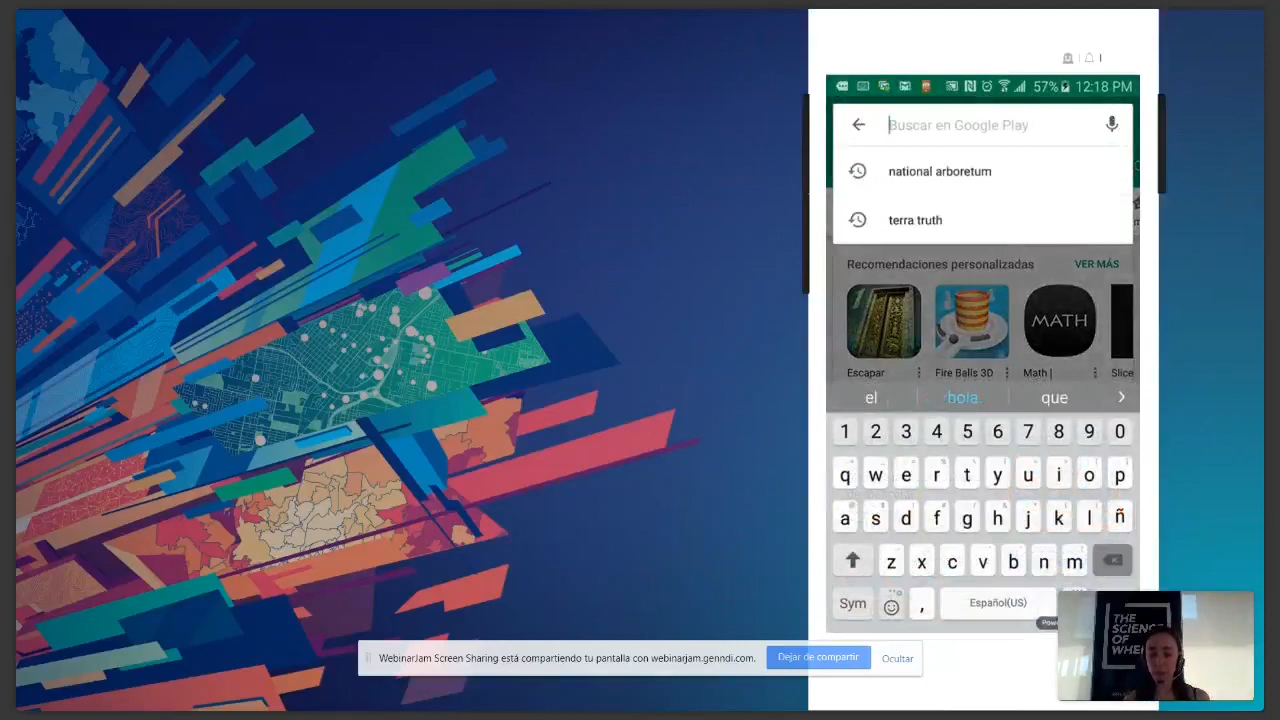 57% 12:18 PM
Buscar en Google Play
national arboretum
terra truth
Recomendaciones personalizadas VER MÁS
MATH
Escapar Fire Balls 3D Math | Slice
el bola que
1 2 3 4 5 6 7 8 9 0
q w e r t y u i o p
a s d f g h j k l ñ
z x c v b n m
Sym , Español(US)
THE
SCIENCE
OF
WHE
Sharing está compartiendo tu pantalla con webinarjam.genndi.com. Dejar de compartir Ocultar